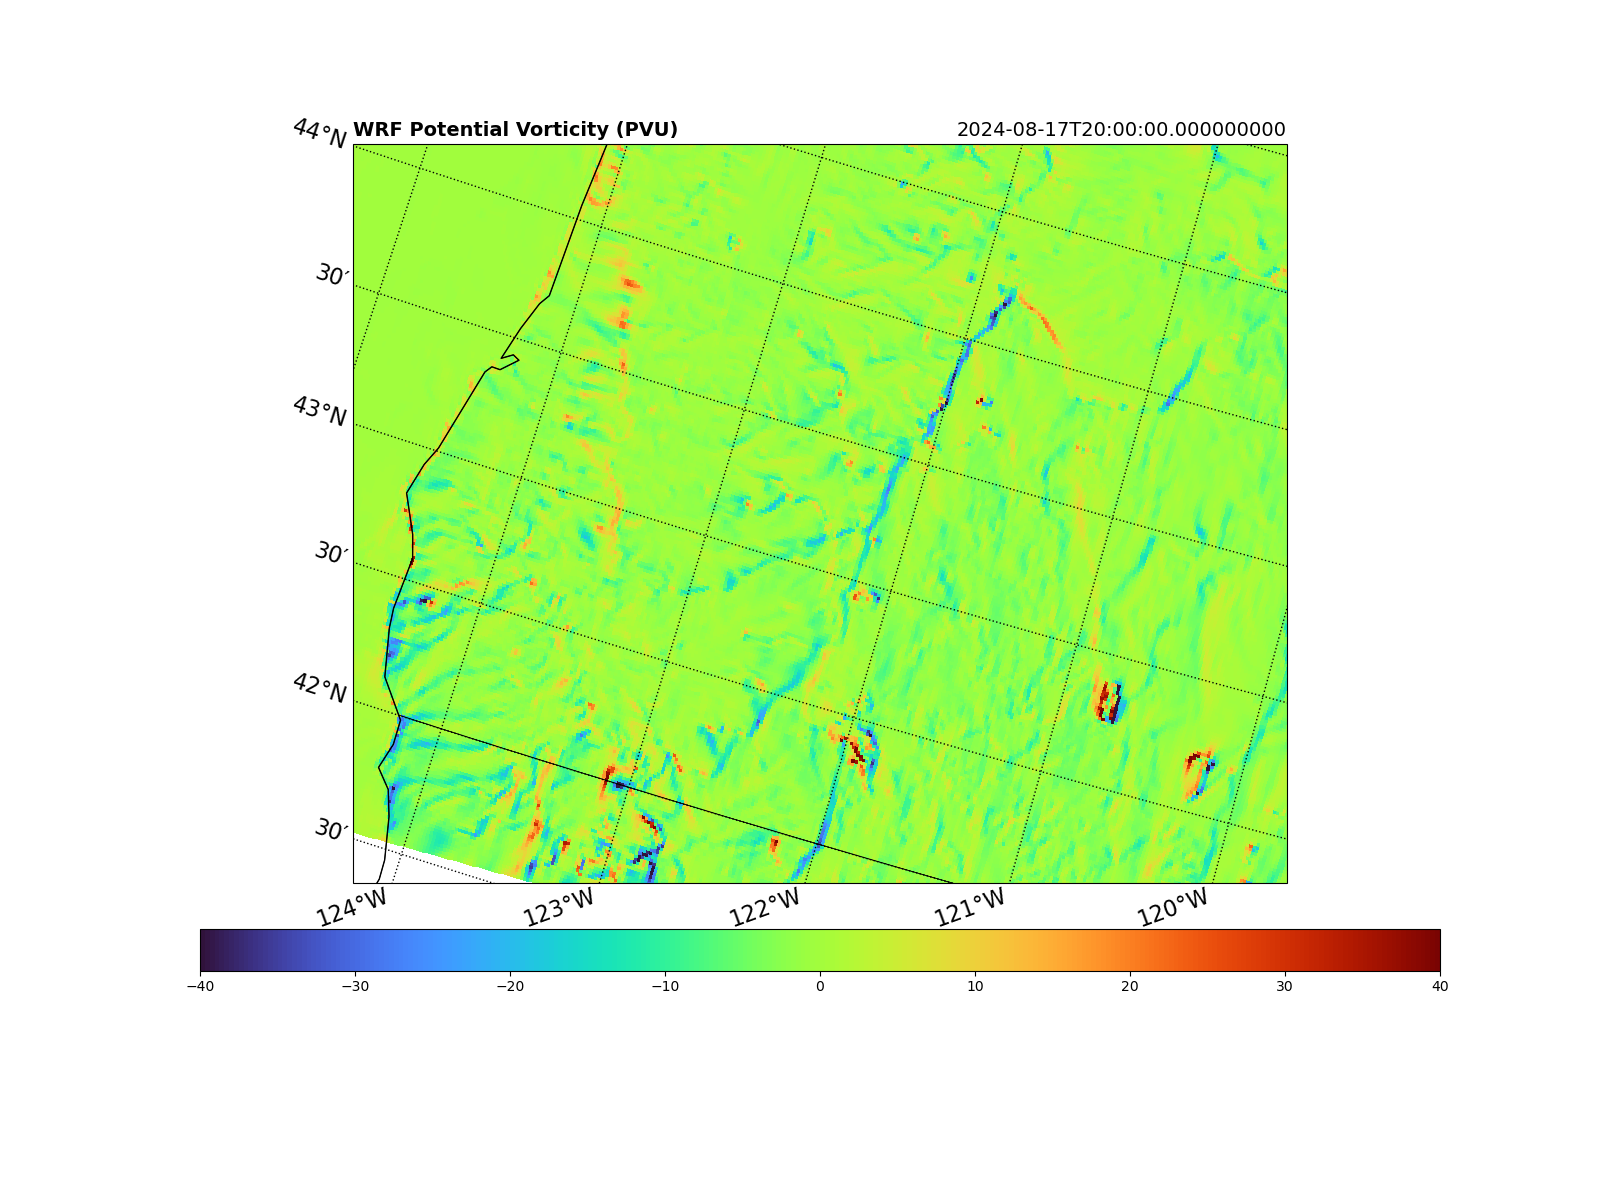 WRF Potential Vorticity (PVU) 2024-08-17T20:00:00.000000000
44°N
30′
43°N
30′
42°N
30′
124°W 123°W 122°W 121°W 120°W
−40 −30 −20 −10 0 10 20 30 40